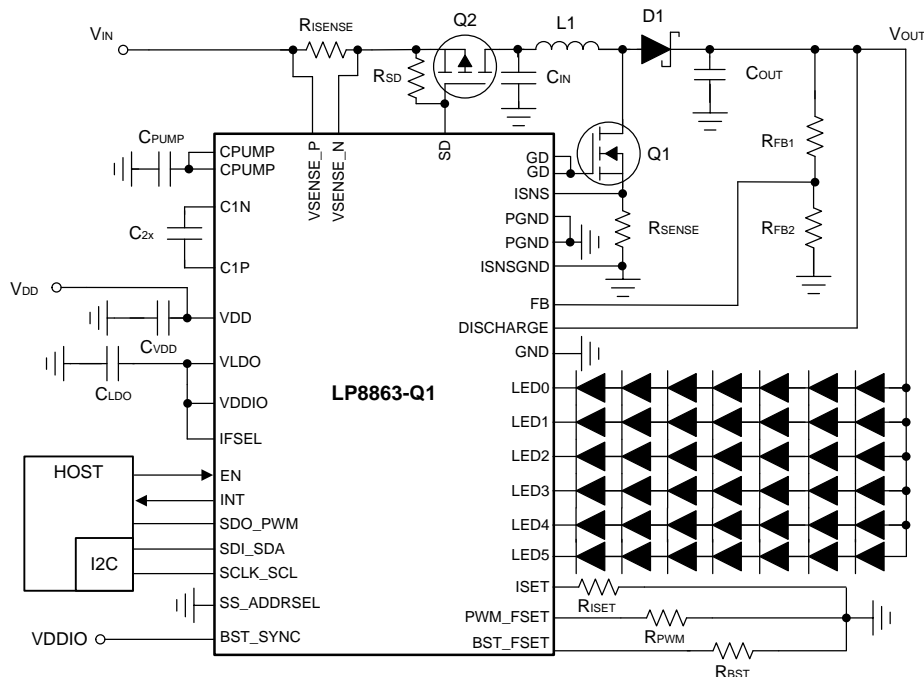 VIN
RISENSE
Q2
L1
D1
VOUT
RSD
CIN
COUT
CPUMP
CPUMP
CPUMP
VSENSE_P
VSENSE_N
SD
GD
GD
Q1
RFB1
C1N
ISNS
C2x
PGND
PGND
RSENSE
RFB2
C1P
ISNSGND
VDD
VDD
FB
CVDD
DISCHARGE
VLDO
GND
CLDO
LP8863-Q1
LED0
VDDIO
LED1
IFSEL
LED2
HOST
EN
LED3
INT
SDO_PWM
LED4
I2C
SDI_SDA
LED5
SCLK_SCL
ISET
RISET
SS_ADDRSEL
PWM_FSET
RPWM
VDDIO
BST_SYNC
BST_FSET
RBST